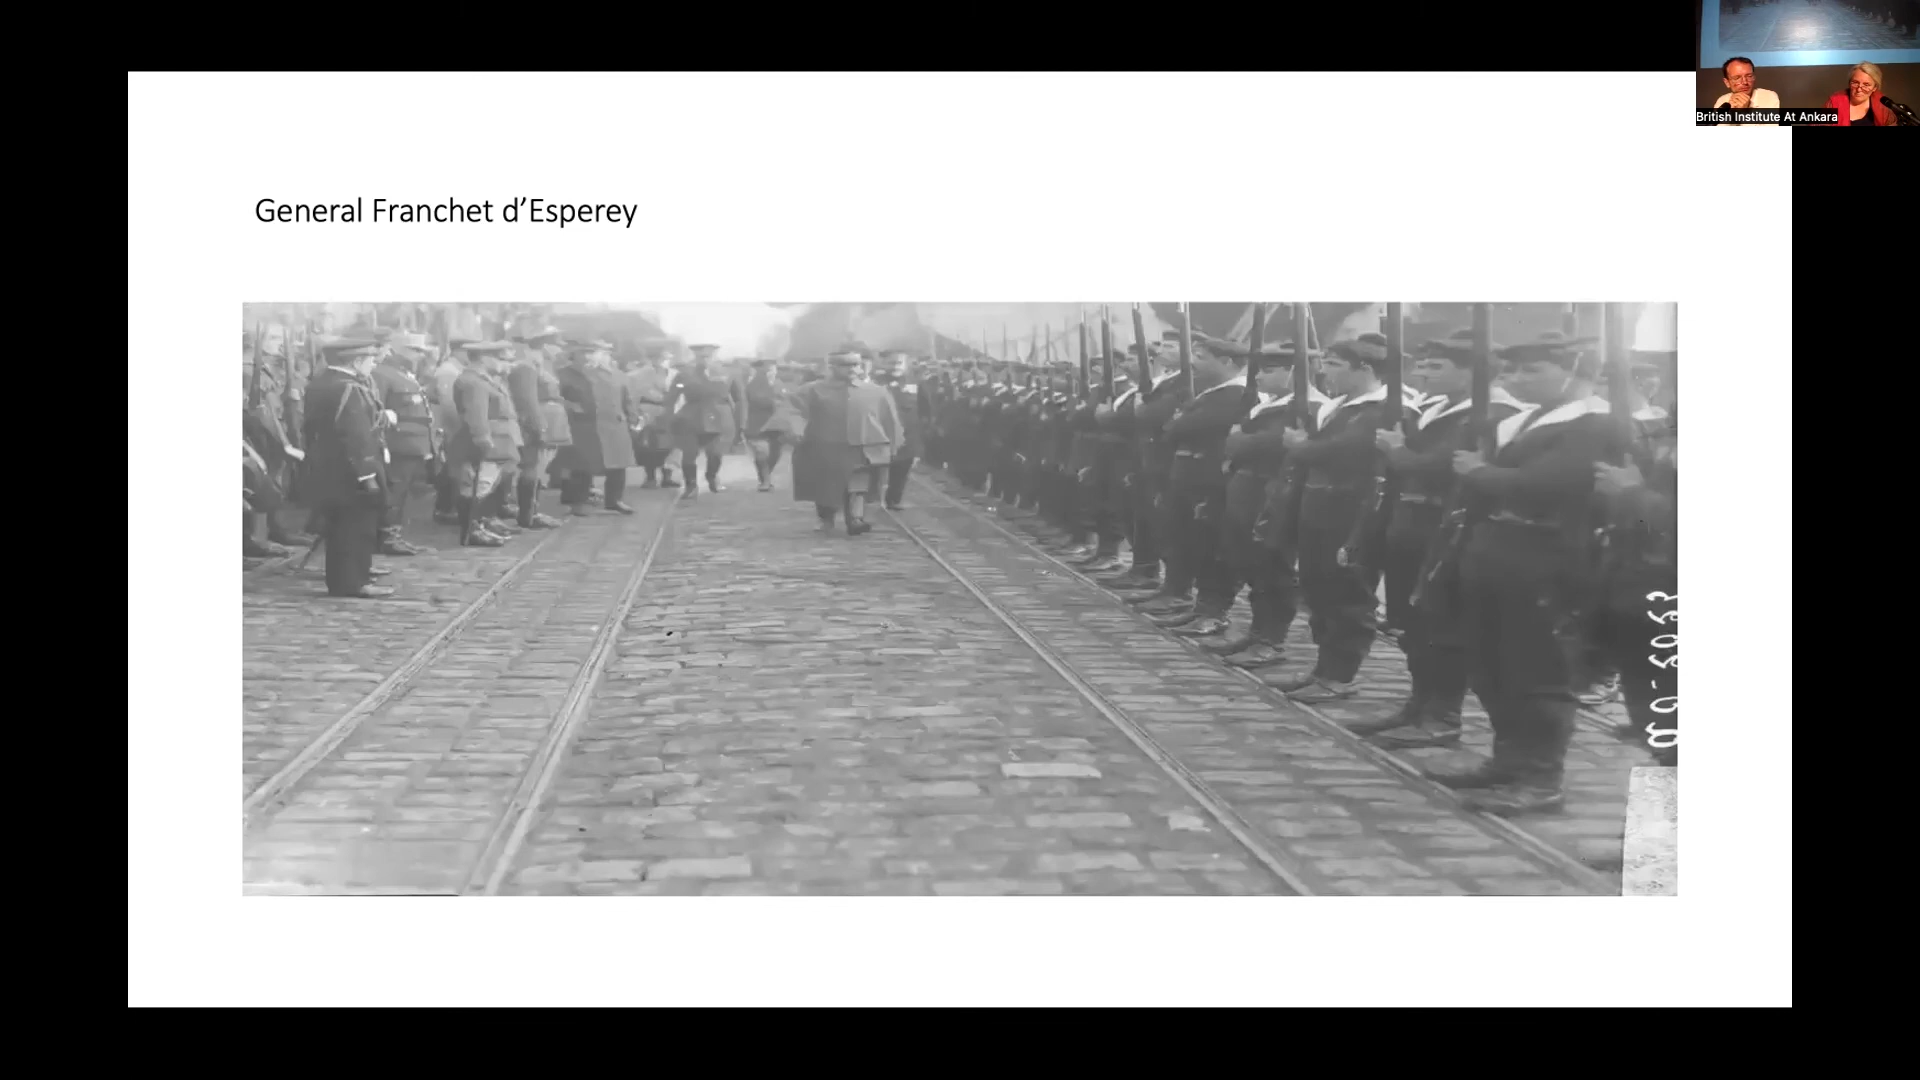 General Franchet d’Esperey
British Institute At Ankara